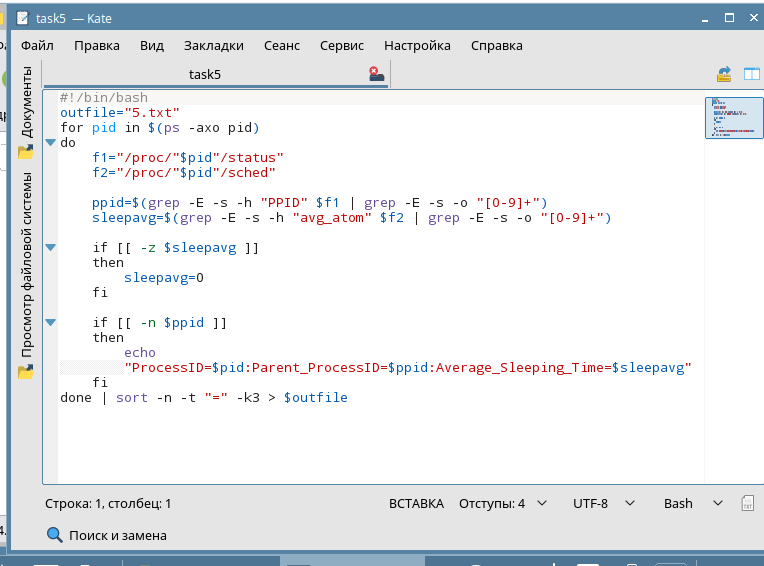 task5 — Kate
Файл Правка Вид Закладки Сеанс Сервис Настройка Справка
Документы
Просмотр файловой системы
task5
#!/bin/bash
outfile="5.txt"
for pid in $(ps -axo pid)
do
    f1="/proc/"$pid"/status"
    f2="/proc/"$pid"/sched"

    ppid=$(grep -E -s -h "PPID" $f1 | grep -E -s -o "[0-9]+")
    sleepavg=$(grep -E -s -h "avg_atom" $f2 | grep -E -s -o "[0-9]+")

    if [[ -z $sleepavg ]]
    then
        sleepavg=0
    fi

    if [[ -n $ppid ]]
    then
        echo
        "ProcessID=$pid:Parent_ProcessID=$ppid:Average_Sleeping_Time=$sleepavg"
    fi
done | sort -n -t "=" -k3 > $outfile
Строка: 1, столбец: 1 ВСТАВКА Отступы: 4 UTF-8 Bash
Поиск и замена